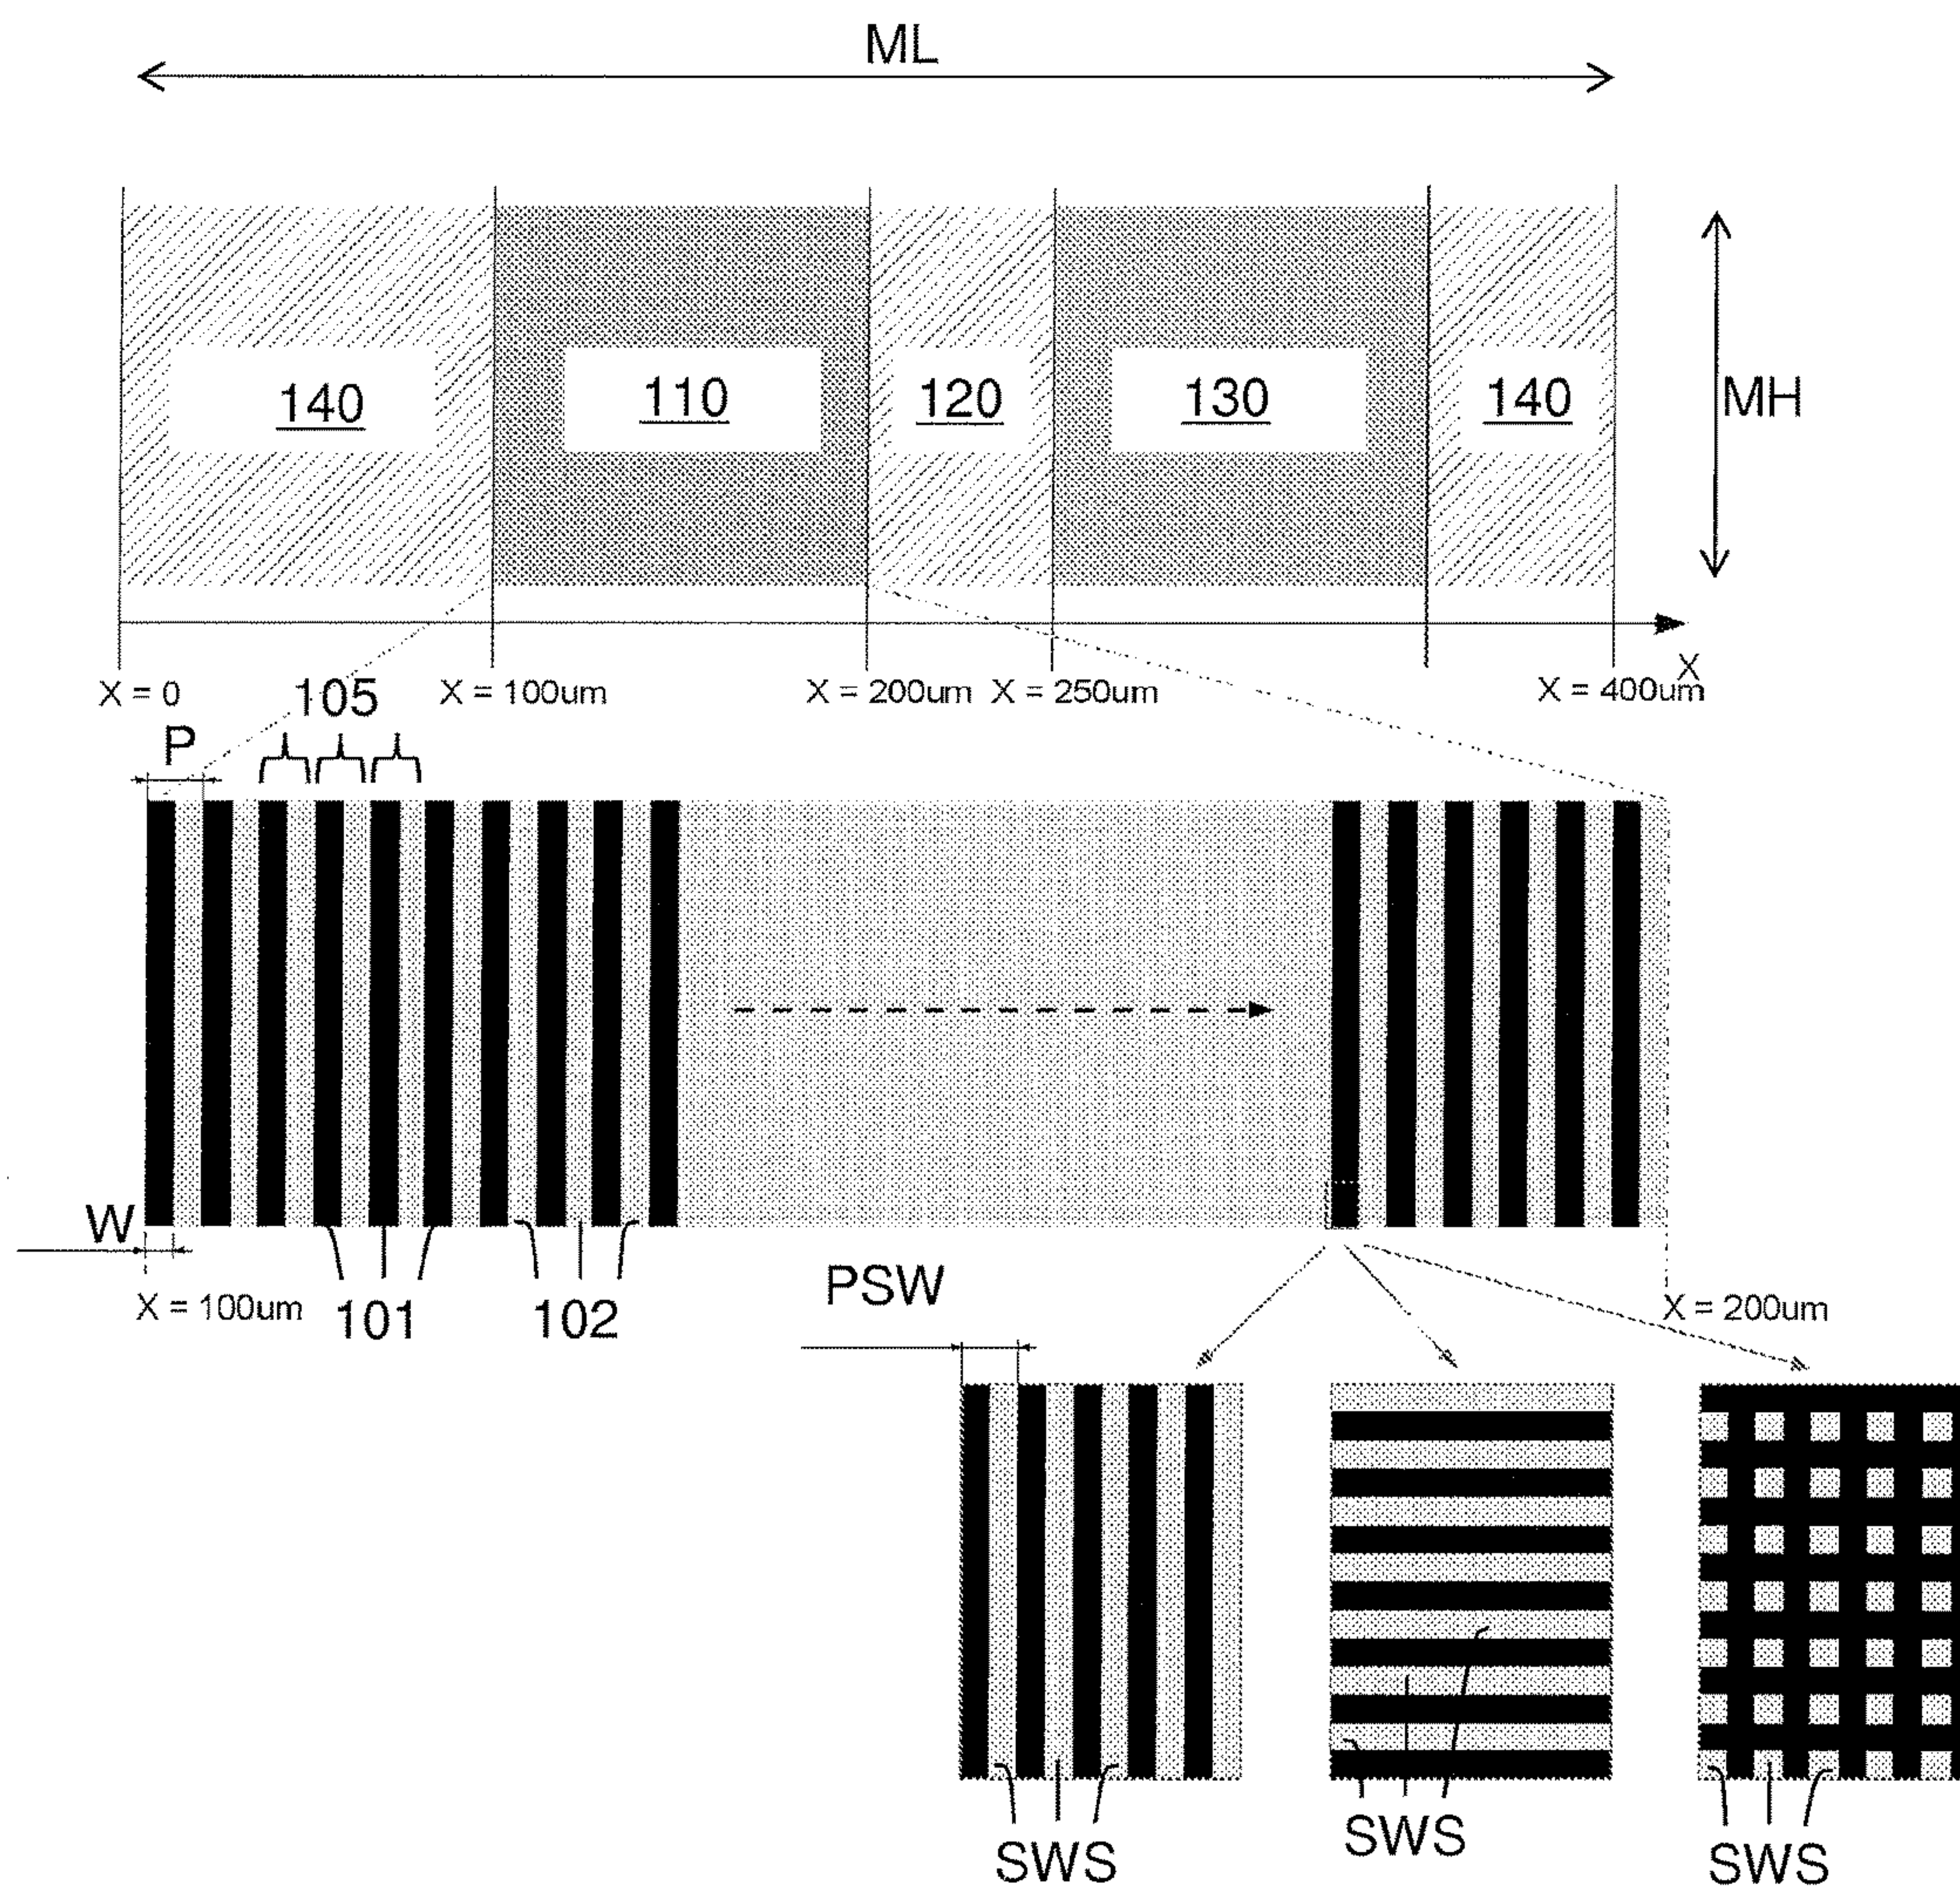 ML
140 110 120 130 140
MH
X
X = 0 X = 100um X = 200um X = 250um X = 400um
105
P
W
X = 100um
101 102
PSW
X = 200um
SWS SWS SWS